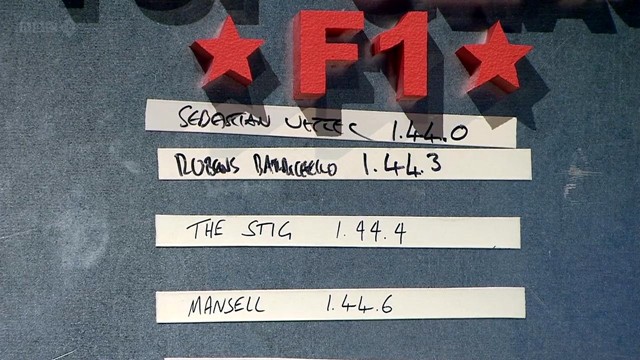 F1
SEBASTIAN VETTEL 1.44.0
RUBENS BARRICHELLO 1.44.3
THE STIG 1.44.4
MANSELL 1.44.6